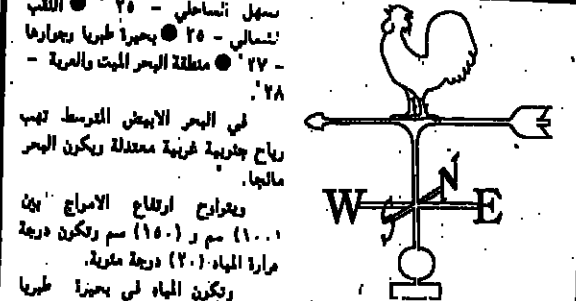 لسهل الساحلي - ٢٥° ● النقب
الشمالي - ٢٥ ● بحيرة طبريا وجوارها
- ٢٧° ● منطقة البحر الميت والعربة -
٢٨°.
في البحر الابيض المتوسط تهب
رياح جنوبية غربية معتدلة ويكون البحر
مائجا.
ويتراوح ارتفاع الامواج بين
(١٠٠) سم و (١٥٠) سم وتكون درجة
حرارة المياه (٢٠) درجة مئوية.
وتكون المياه في بحيرة طبريا
N
W E
S